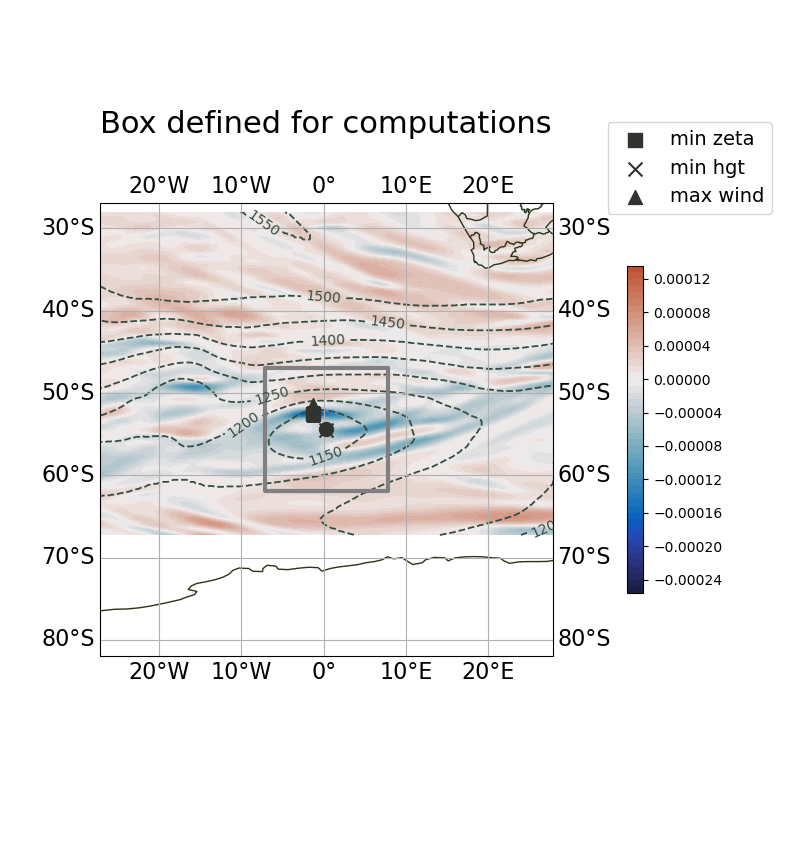 Box defined for computations
min zeta
min hgt
max wind
20°W 10°W 0° 10°E 20°E
30°S 30°S
40°S 40°S
50°S 50°S
60°S 60°S
70°S 70°S
80°S 80°S
20°W 10°W 0° 10°E 20°E
1550
1500
1450
1400
1250
1200
1150
120
0.00012
0.00008
0.00004
0.00000
−0.00004
−0.00008
−0.00012
−0.00016
−0.00020
−0.00024